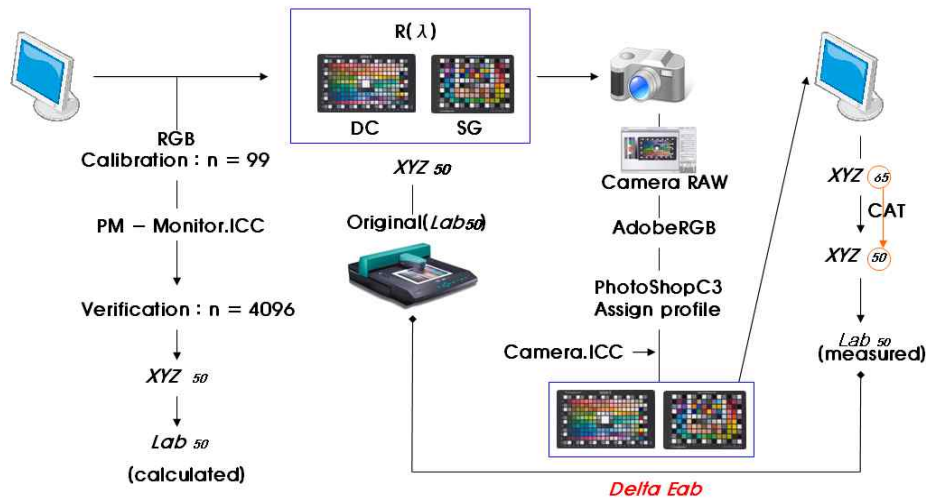 R(λ)
DC SG
RGB
Calibration : n = 99
PM – Monitor.ICC
Verification : n = 4096
XYZ 50
Lab 50
(calculated)
XYZ 50
Original(Lab50)
Camera RAW
AdobeRGB
PhotoShopC3
Assign profile
Camera.ICC
XYZ 65
CAT
XYZ 50
Lab 50
(measured)
Delta Eab